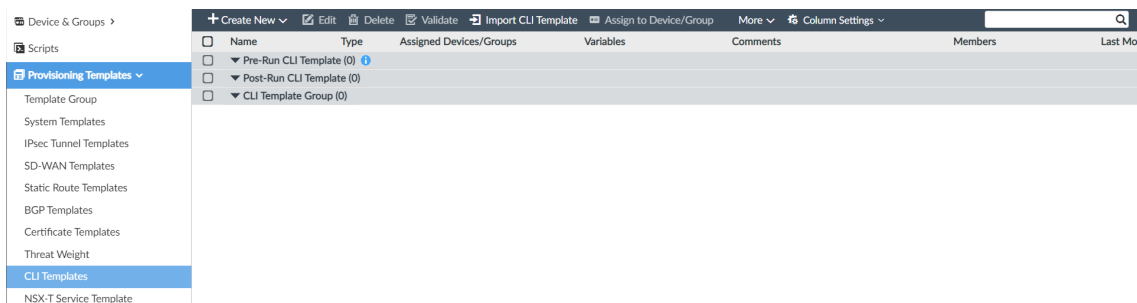 Device & Groups
Create New Edit Delete Validate Import CLI Template Assign to Device/Group More Column Settings
Scripts
Name Type Assigned Devices/Groups Variables Comments Members Last Mo
Pre-Run CLI Template (0)
Provisioning Templates
Post-Run CLI Template (0)
Template Group
CLI Template Group (0)
System Templates
IPsec Tunnel Templates
SD-WAN Templates
Static Route Templates
BGP Templates
Certificate Templates
Threat Weight
CLI Templates
NSX-T Service Template